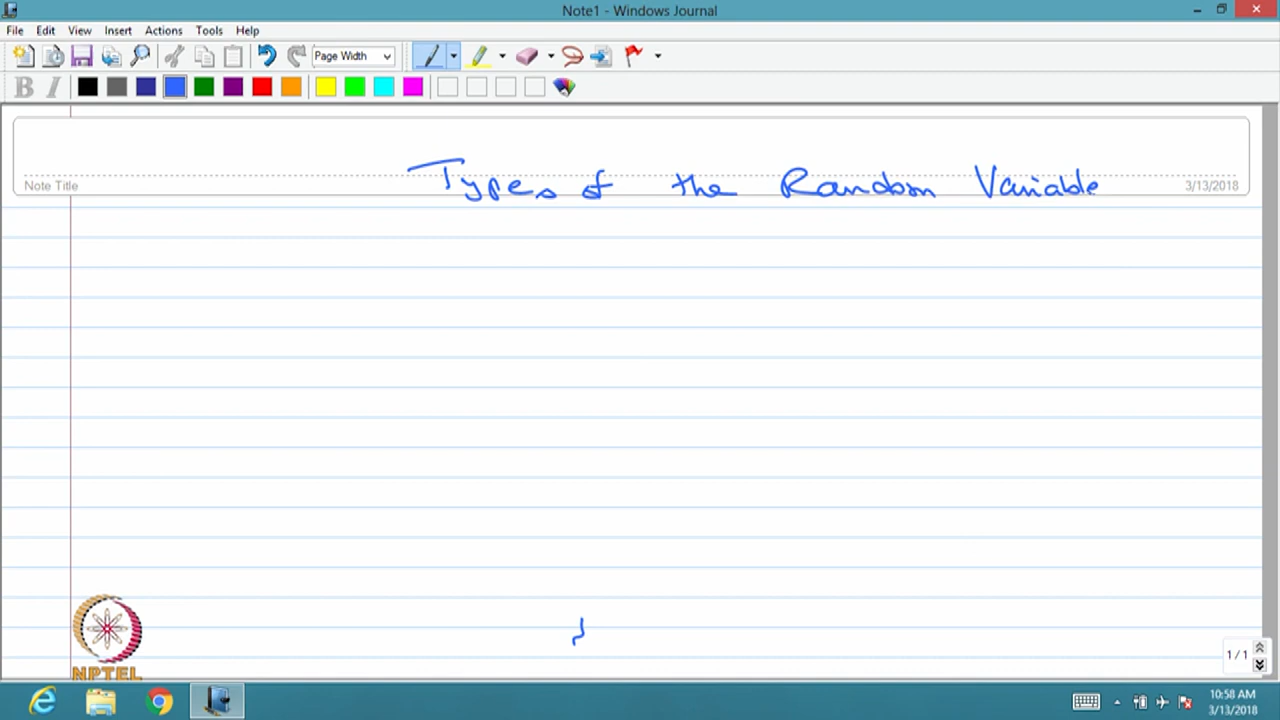 Note1 - Windows Journal
File Edit View Insert Actions Tools Help
Page Width
B I
Types of the Random Variable
Note Title 3/13/2018
NPTEL
1 / 1
10:58 AM
3/13/2018